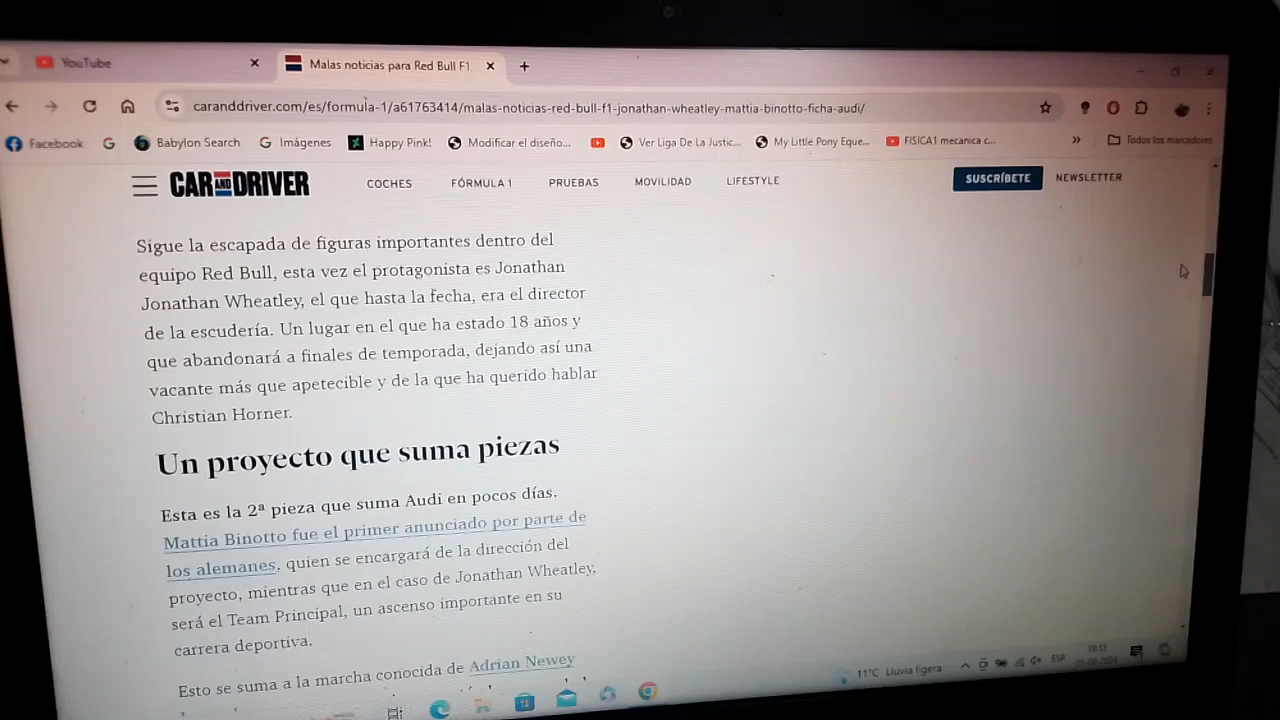 YouTube
Malas noticias para Red Bull F1
caranddriver.com/es/formula-1/a61763414/malas-noticias-red-bull-f1-jonathan-wheatley-mattia-binotto-ficha-audi/
Facebook
Babylon Search
Imágenes
Happy Pink!
Modificar el diseño...
Ver Liga De La Justic...
My Little Pony Eque...
FISICA1 mecanica c...
»
Todos los marcadores
CAR AND DRIVER
COCHES
FÓRMULA 1
PRUEBAS
MOVILIDAD
LIFESTYLE
SUSCRÍBETE
NEWSLETTER
Sigue la escapada de figuras importantes dentro del
equipo Red Bull, esta vez el protagonista es Jonathan
Jonathan Wheatley, el que hasta la fecha, era el director
de la escudería. Un lugar en el que ha estado 18 años y
que abandonará a finales de temporada, dejando así una
vacante más que apetecible y de la que ha querido hablar
Christian Horner.
Un proyecto que suma piezas
Esta es la 2ª pieza que suma Audi en pocos días.
Mattia Binotto fue el primer anunciado por parte de
los alemanes, quien se encargará de la dirección del
proyecto, mientras que en el caso de Jonathan Wheatley,
será el Team Principal, un ascenso importante en su
carrera deportiva.
Esto se suma a la marcha conocida de Adrian Newey
11°C Lluvia ligera
ESP